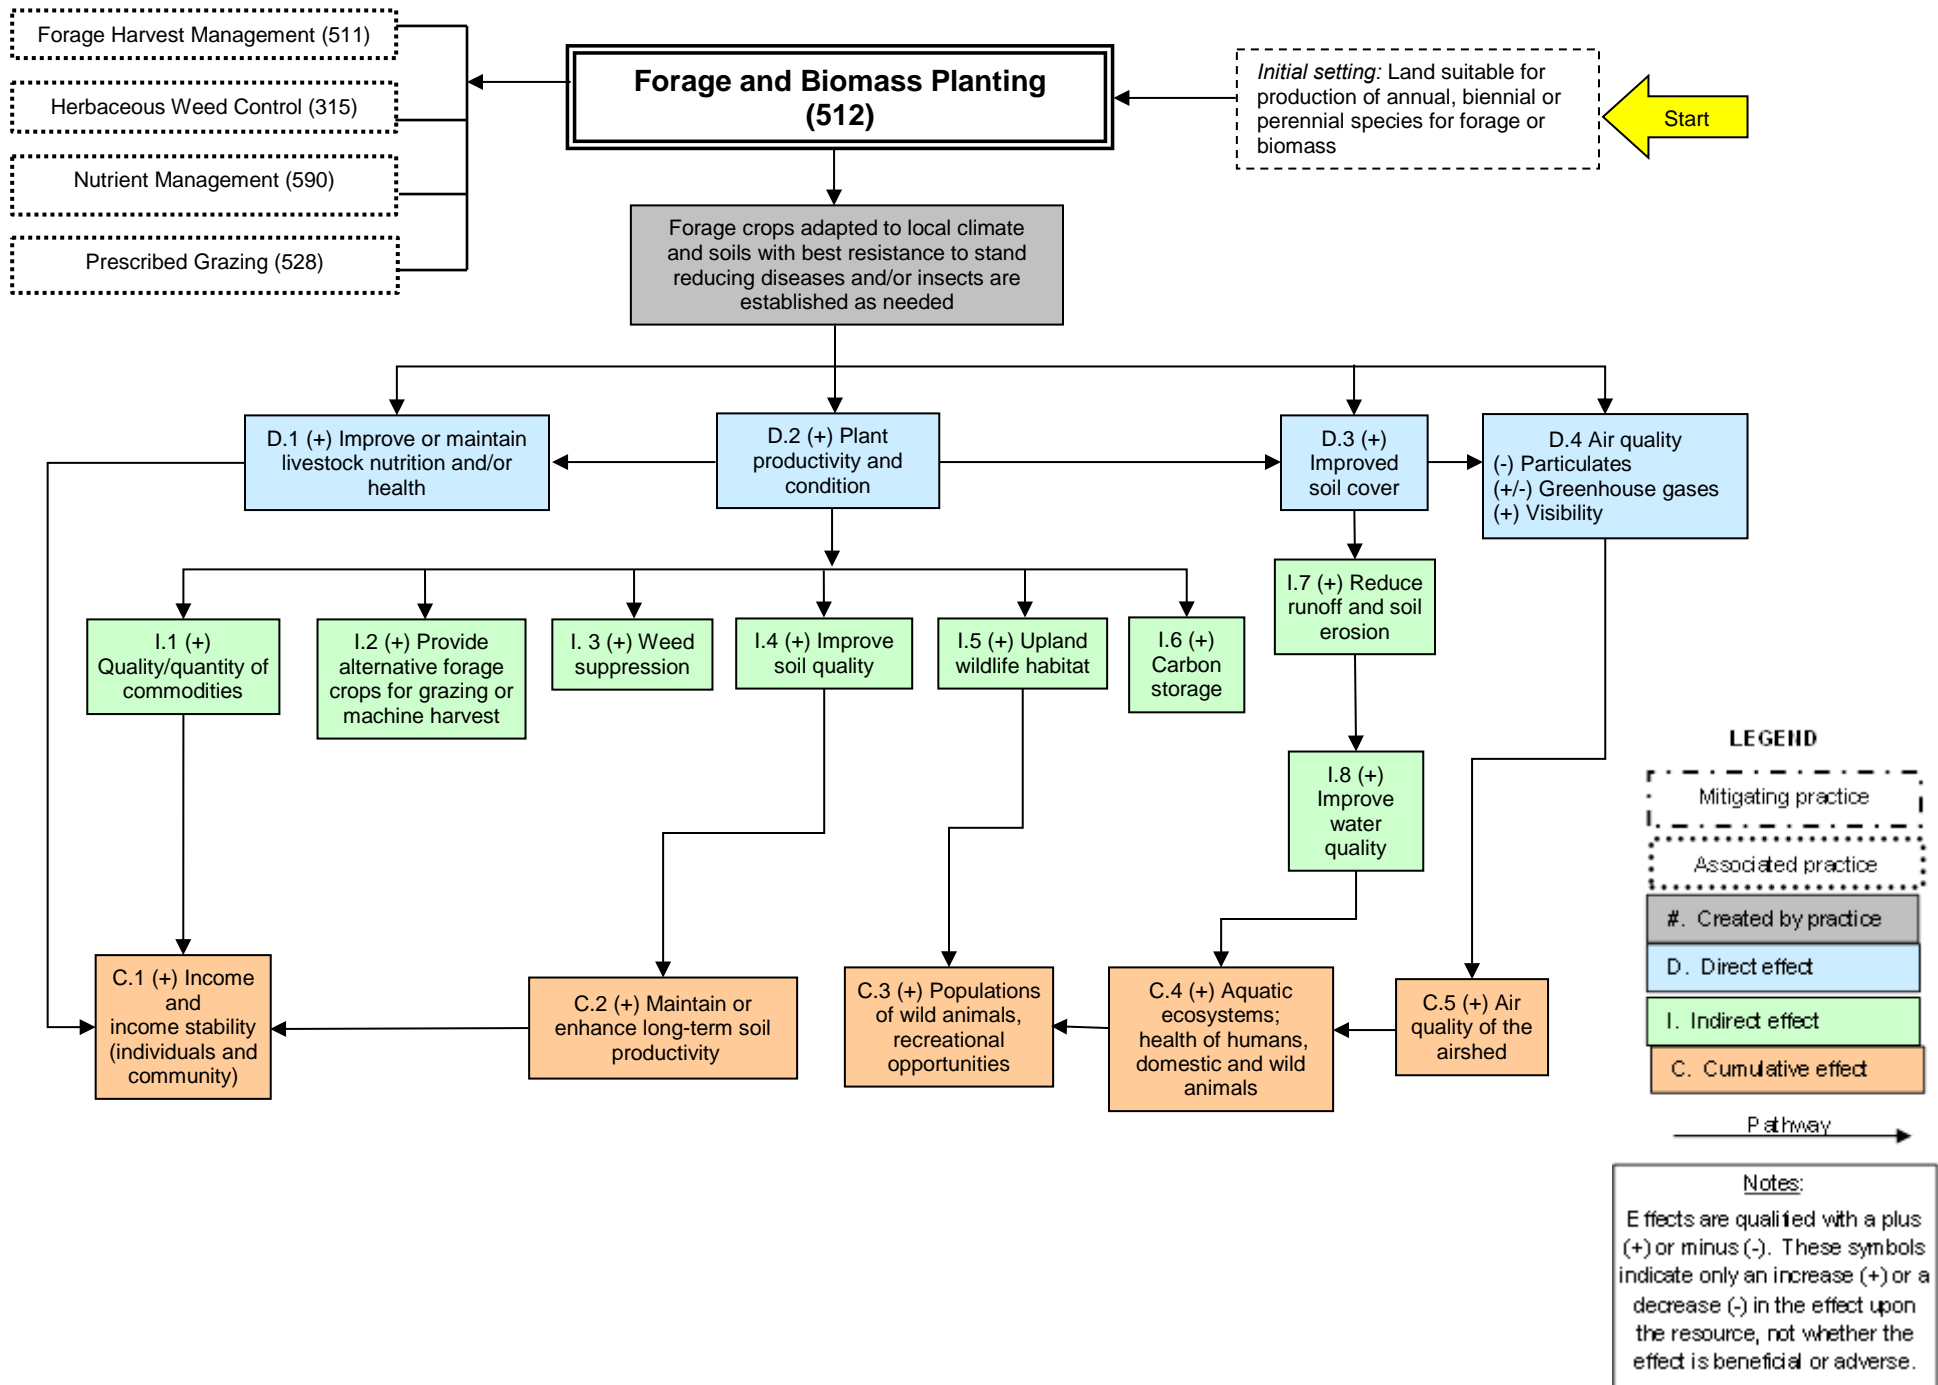 Forage Harvest Management (511)
Herbaceous Weed Control (315)
Nutrient Management (590)
Prescribed Grazing (528)
Forage and Biomass Planting
(512)
Initial setting: Land suitable for
production of annual, biennial or
perennial species for forage or
biomass
Start
Forage crops adapted to local climate
and soils with best resistance to stand
reducing diseases and/or insects are
established as needed
D.1 (+) Improve or maintain
livestock nutrition and/or
health
D.2 (+) Plant
productivity and
condition
D.3 (+)
Improved
soil cover
D.4 Air quality
(-) Particulates
(+/-) Greenhouse gases
(+) Visibility
I.1 (+)
Quality/quantity of
commodities
I.2 (+) Provide
alternative forage
crops for grazing or
machine harvest
I. 3 (+) Weed
suppression
I.4 (+) Improve
soil quality
I.5 (+) Upland
wildlife habitat
I.6 (+)
Carbon
storage
I.7 (+) Reduce
runoff and soil
erosion
I.8 (+)
Improve
water
quality
C.1 (+) Income
and
income stability
(individuals and
community)
C.2 (+) Maintain or
enhance long-term soil
productivity
C.3 (+) Populations
of wild animals,
recreational
opportunities
C.4 (+) Aquatic
ecosystems;
health of humans,
domestic and wild
animals
C.5 (+) Air
quality of the
airshed
LEGEND
Mitigating practice
Associated practice
#. Created by practice
D. Direct effect
I. Indirect effect
C. Cumulative effect
Pathway
Notes:
Effects are qualified with a plus
(+) or minus (-). These symbols
indicate only an increase (+) or a
decrease (-) in the effect upon
the resource, not whether the
effect is beneficial or adverse.